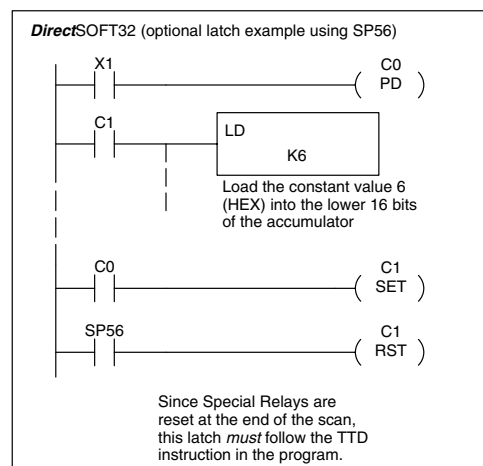 DirectSOFT32 (optional latch example using SP56)
X1
C0
PD
C1
LD
K6
Load the constant value 6
(HEX) into the lower 16 bits
of the accumulator
C0
C1
SET
SP56
C1
RST
Since Special Relays are
reset at the end of the scan,
this latch must follow the TTD
instruction in the program.